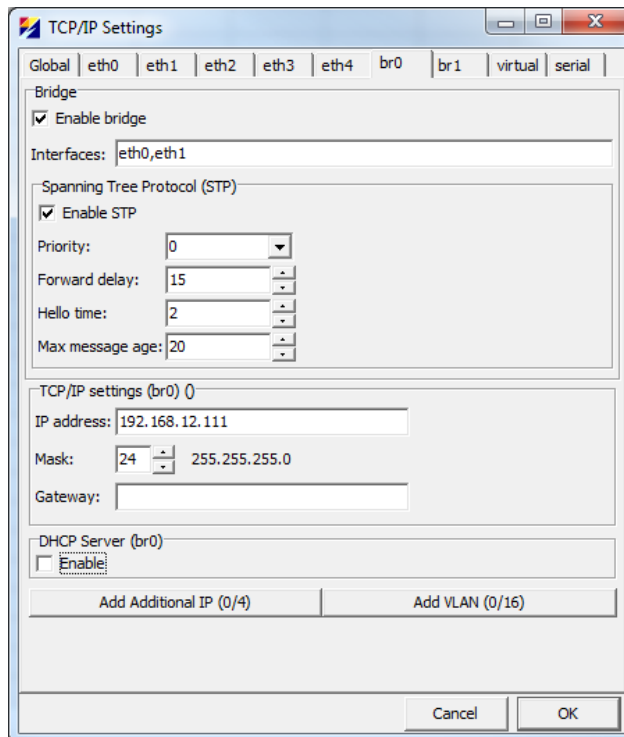 TCP/IP Settings
Global eth0 eth1 eth2 eth3 eth4 br0 br1 virtual serial
Bridge
Enable bridge
Interfaces: eth0,eth1
Spanning Tree Protocol (STP)
Enable STP
Priority: 0
Forward delay: 15
Hello time: 2
Max message age: 20
TCP/IP settings (br0) ()
IP address: 192.168.12.111
Mask: 24 255.255.255.0
Gateway:
DHCP Server (br0)
Enable
Add Additional IP (0/4) Add VLAN (0/16)
Cancel OK